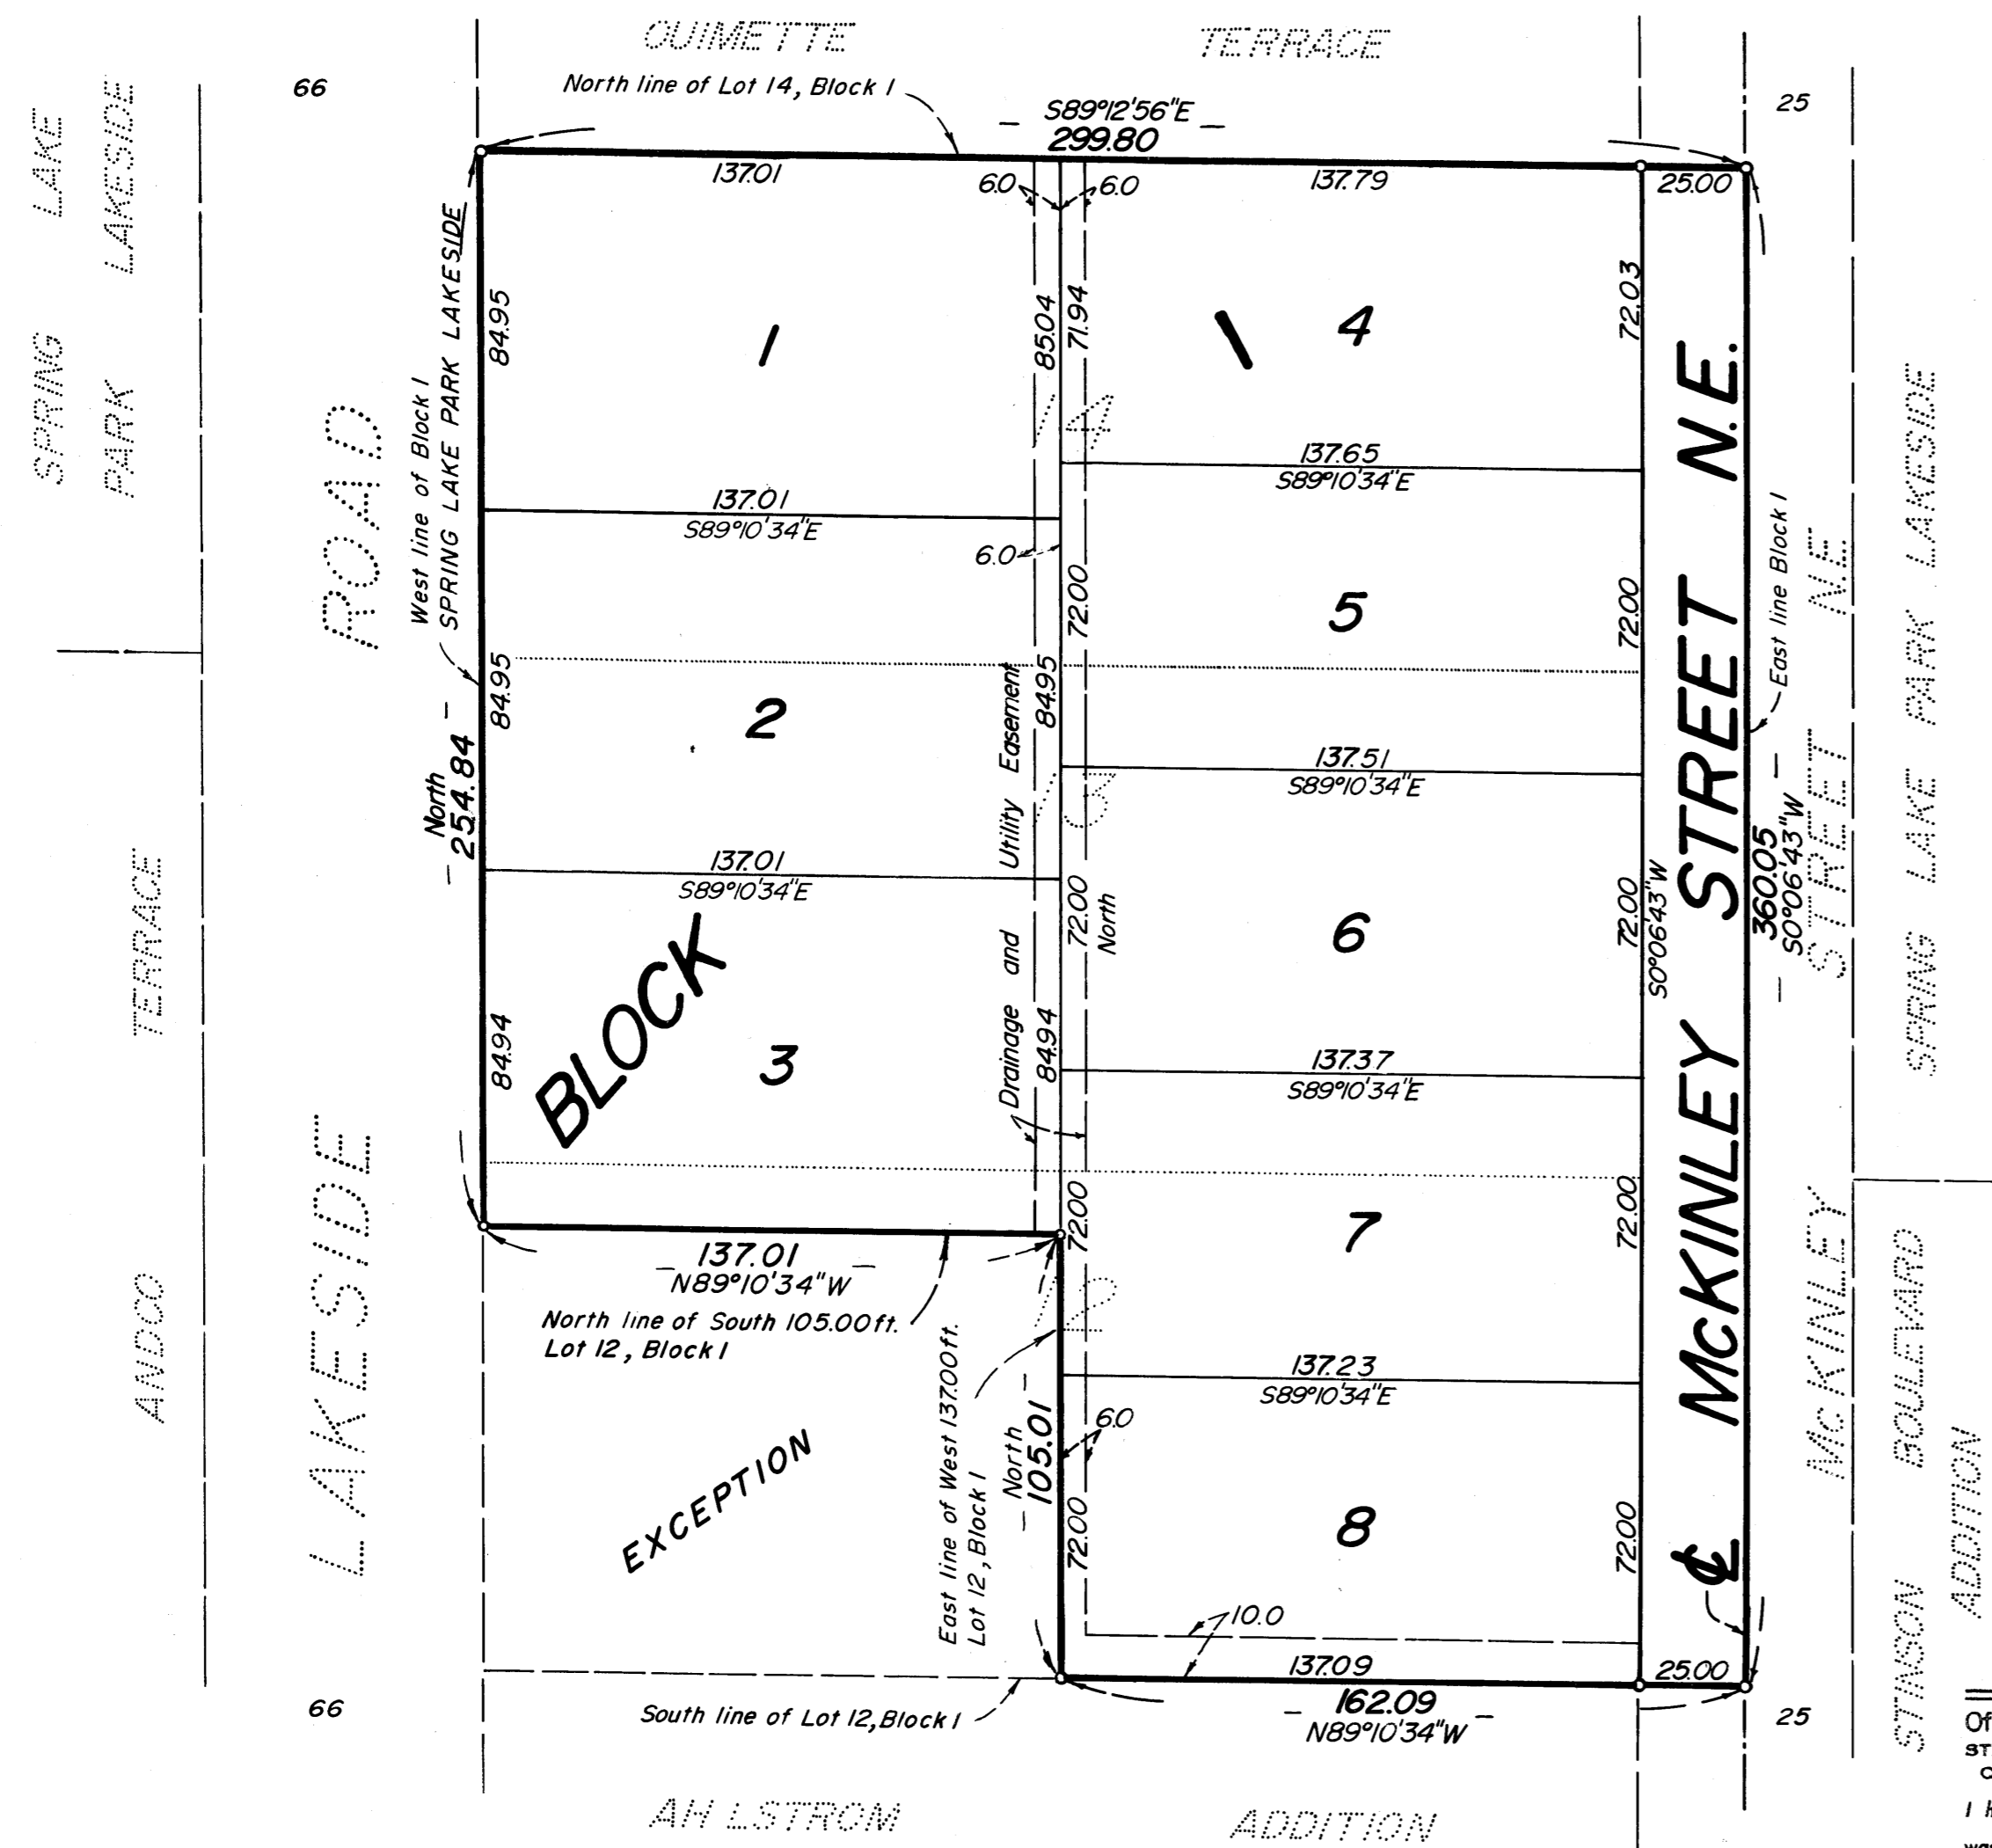 OUIMETTE TERRACE
66
North line of Lot 14, Block 1
S89°12'56"E
299.80
25
SPRING LAKE
PARK LAKESIDE
137.01
6.0
6.0
137.79
25.00
West line of Block 1
SPRING LAKE PARK LAKESIDE
84.95
1
85.04
71.94
1
4
72.03
14
137.65
S89°10'34"E
137.01
S89°10'34"E
6.0
ROAD
84.95
2
84.95
72.00
5
72.00
North
254.84
Drainage and Utility Easement
13
137.51
S89°10'34"E
137.01
S89°10'34"E
72.00
North
6
72.00
S0°06'43"W
McKINLEY STREET N.E.
East line Block 1
360.05
S0°06'43"W
McKINLEY STREET N.E.
SPRING LAKE PARK LAKESIDE
TERRACE
ANDCO
BLOCK
84.94
3
84.94
137.37
S89°10'34"E
72.00
7
72.00
LAKESIDE
137.01
N89°10'34"W
North line of South 105.00 ft.
Lot 12, Block 1
12
East line of West 137.00 ft.
Lot 12, Block 1
North
105.01
137.23
S89°10'34"E
6.0
EXCEPTION
72.00
8
72.00
℄
10.0
137.09
25.00
162.09
N89°10'34"W
South line of Lot 12, Block 1
66
25
STINSON BOULEVARD
ADDITION
AHLSTROM ADDITION
Of
ST